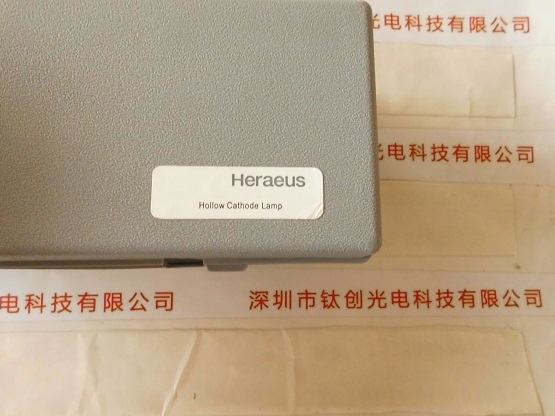 创光电科技有限公司
Heraeus
Hollow Cathode Lamp
光电科技有限公司
电科技有限公司
深圳市钛创光电科技有限公司